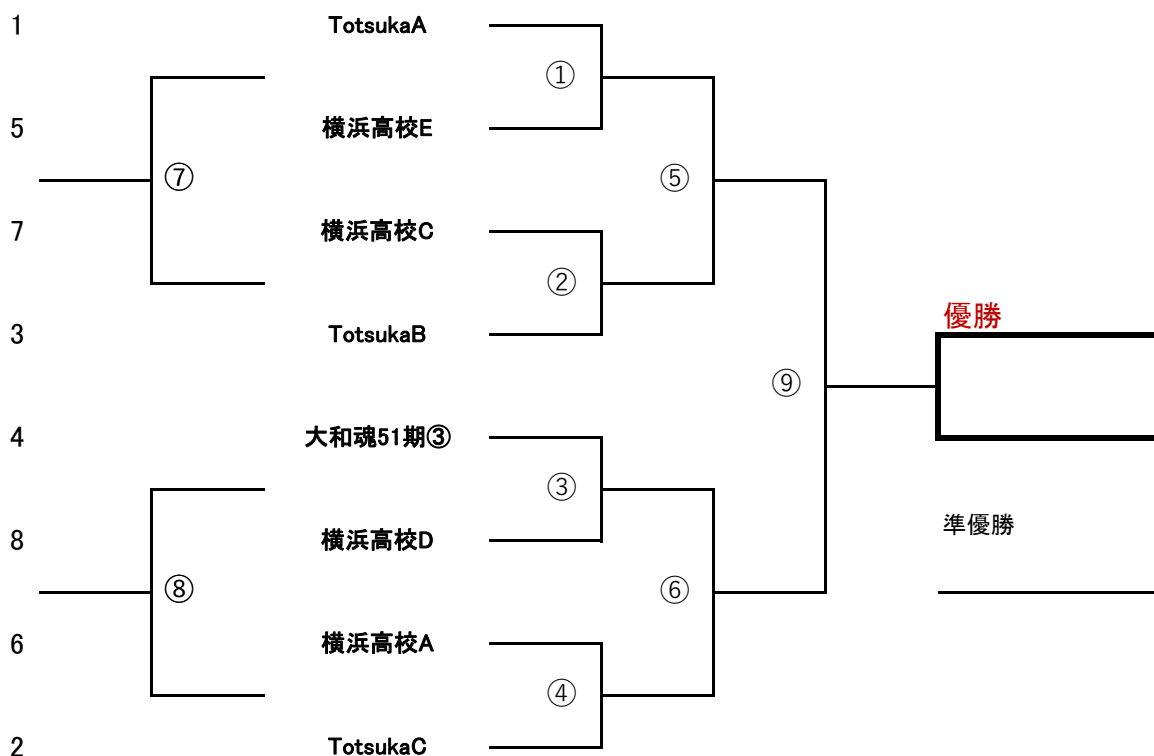 1 TotsukaA
①
5 横浜高校E
⑦ ⑤
7 横浜高校C
②
優勝
3 TotsukaB
⑨
4 大和魂51期③
③
8 横浜高校D
準優勝
⑧ ⑥
6 横浜高校A
④
2 TotsukaC